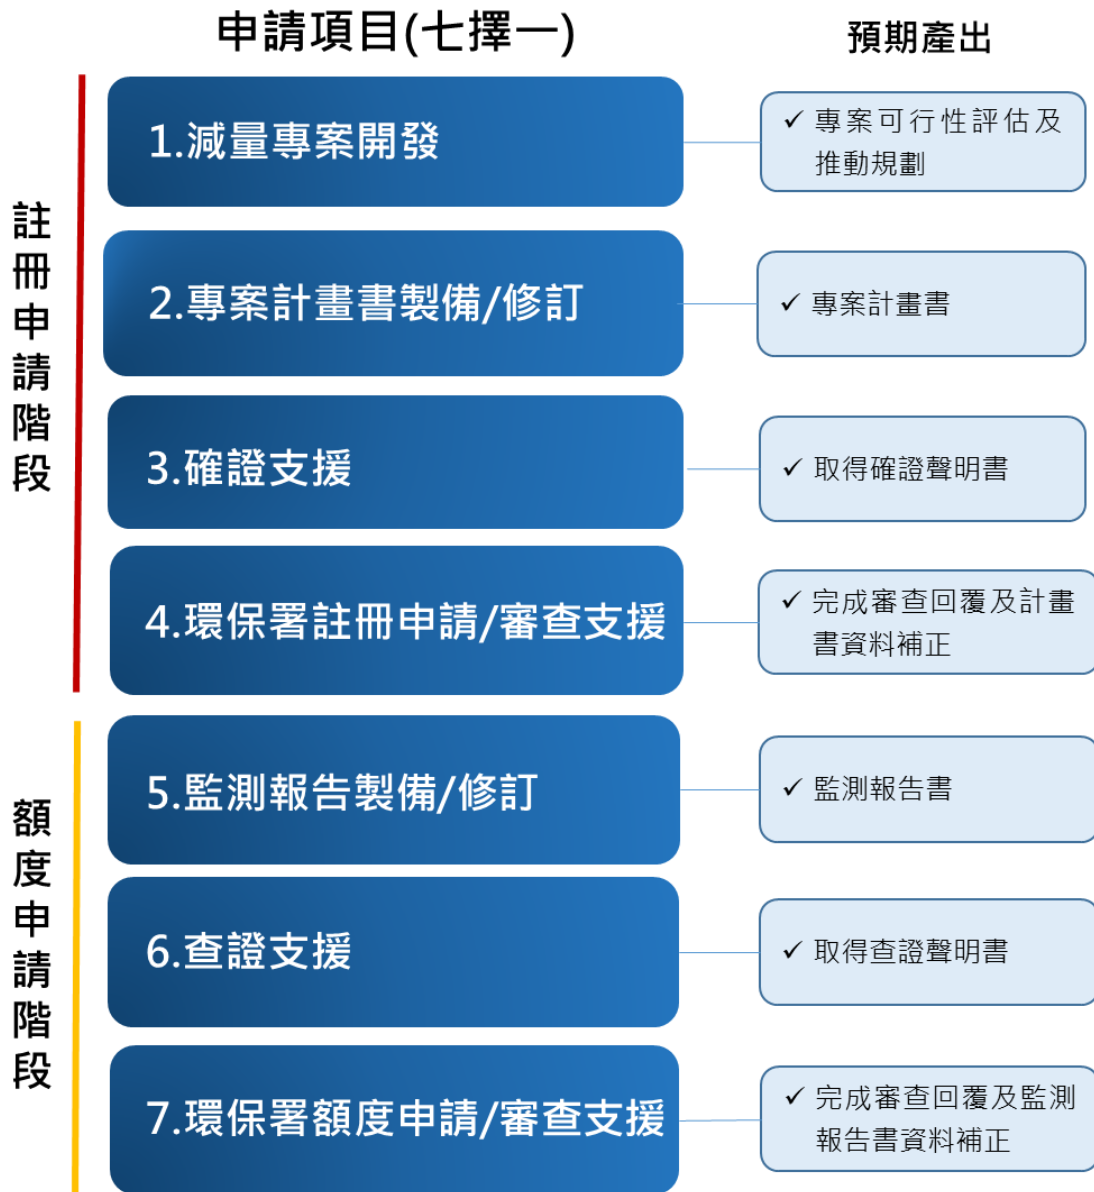 申請項目(七擇一)
預期產出
註冊申請階段
1.減量專案開發
✓ 專案可行性評估及
推動規劃
2.專案計畫書製備/修訂
✓ 專案計畫書
3.確證支援
✓ 取得確證聲明書
4.環保署註冊申請/審查支援
✓ 完成審查回覆及計畫
書資料補正
額度申請階段
5.監測報告製備/修訂
✓ 監測報告書
6.查證支援
✓ 取得查證聲明書
7.環保署額度申請/審查支援
✓ 完成審查回覆及監測
報告書資料補正